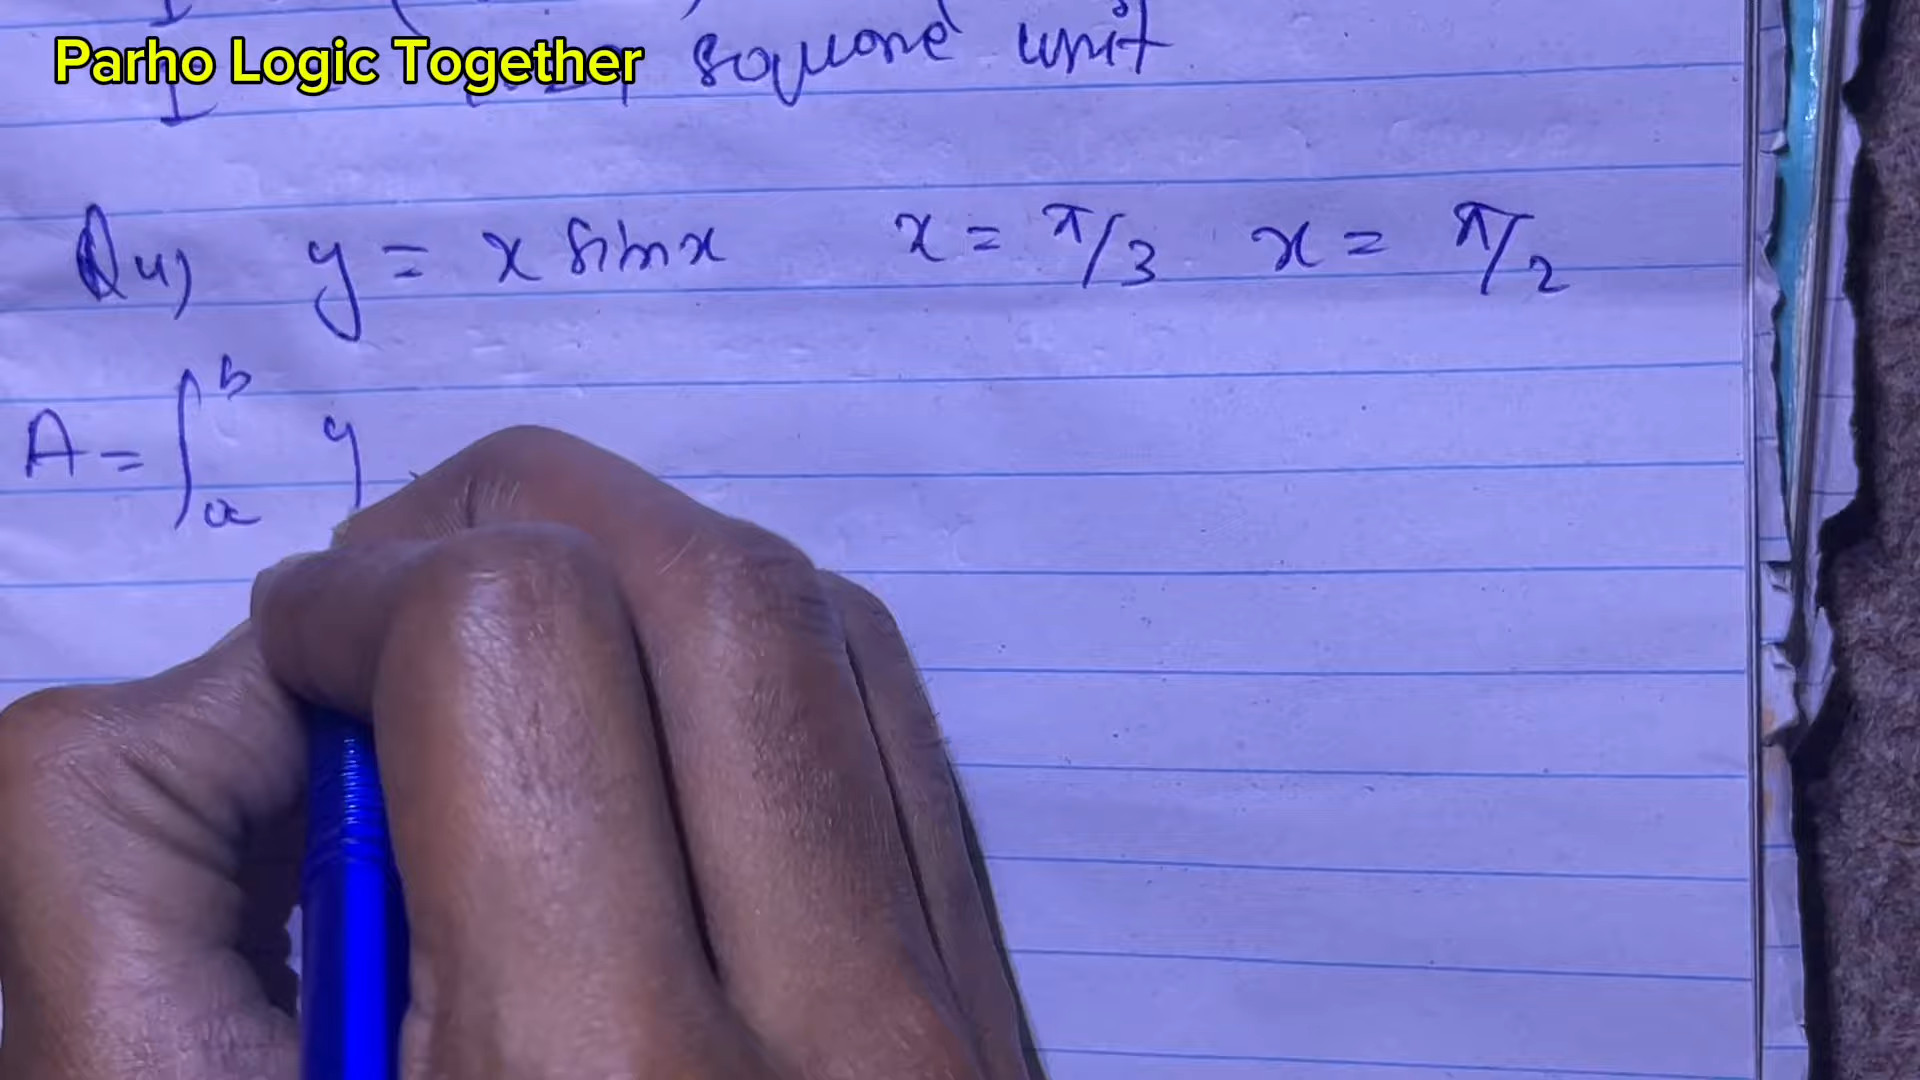 Parho Logic Together
square unit
I
Q4) y = x sinx x = π/3 x = π/2
A = ∫ₐᵇ y